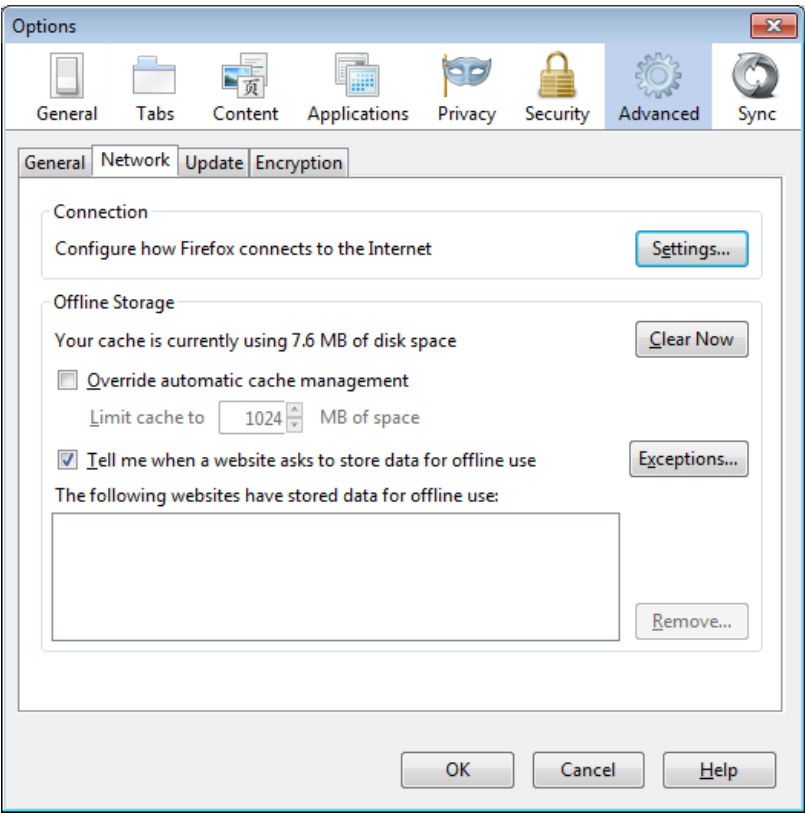 Options
页
General Tabs Content Applications Privacy Security Advanced Sync
General Network Update Encryption
Connection
Configure how Firefox connects to the Internet Settings...
Offline Storage
Your cache is currently using 7.6 MB of disk space Clear Now
Override automatic cache management
Limit cache to 1024 MB of space
Tell me when a website asks to store data for offline use Exceptions...
The following websites have stored data for offline use:
Remove...
OK Cancel Help